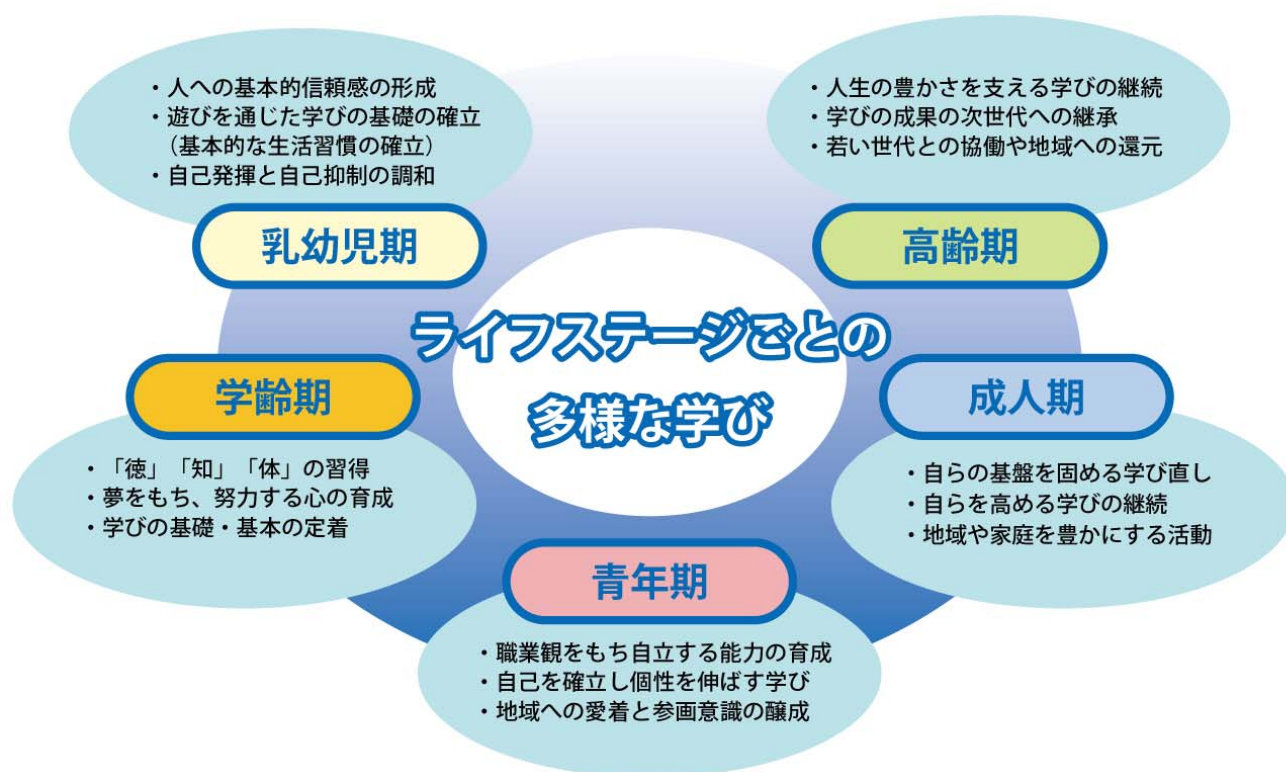 ・人への基本的信頼感の形成
・遊びを通じた学びの基礎の確立
（基本的な生活習慣の確立）
・自己発揮と自己抑制の調和
乳幼児期
・人生の豊かさを支える学びの継続
・学びの成果の次世代への継承
・若い世代との協働や地域への還元
高齢期
ライフステージごとの
多様な学び
学齢期
・「徳」「知」「体」の習得
・夢をもち、努力する心の育成
・学びの基礎・基本の定着
成人期
・自らの基盤を固める学び直し
・自らを高める学びの継続
・地域や家庭を豊かにする活動
青年期
・職業観をもち自立する能力の育成
・自己を確立し個性を伸ばす学び
・地域への愛着と参画意識の醸成